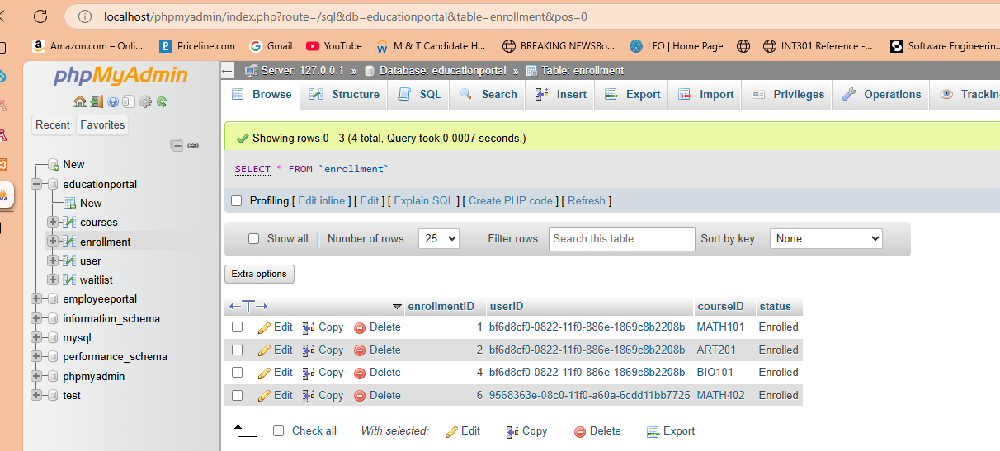 localhost/phpmyadmin/index.php?route=/sql&db=educationportal&table=enrollment&pos=0
Amazon.com – Onli... Priceline.com Gmail YouTube M & T Candidate H... BREAKING NEWSBo... LEO | Home Page INT301 Reference -... Software Engineerin
phpMyAdmin
Recent Favorites
New
educationportal
New
courses
enrollment
user
waitlist
employeeportal
information_schema
mysql
performance_schema
phpmyadmin
test
Server: 127.0.0.1 » Database: educationportal » Table: enrollment
Browse Structure SQL Search Insert Export Import Privileges Operations Trackin
Showing rows 0 - 3 (4 total, Query took 0.0007 seconds.)
SELECT * FROM `enrollment`
Profiling [ Edit inline ] [ Edit ] [ Explain SQL ] [ Create PHP code ] [ Refresh ]
Show all Number of rows: 25 Filter rows: Search this table Sort by key: None
Extra options
←T→ enrollmentID userID courseID status
Edit Copy Delete 1 bf6d8cf0-0822-11f0-886e-1869c8b2208b MATH101 Enrolled
Edit Copy Delete 2 bf6d8cf0-0822-11f0-886e-1869c8b2208b ART201 Enrolled
Edit Copy Delete 4 bf6d8cf0-0822-11f0-886e-1869c8b2208b BIO101 Enrolled
Edit Copy Delete 6 9568363e-08c0-11f0-a60a-6cdd11bb7725 MATH402 Enrolled
Check all With selected: Edit Copy Delete Export